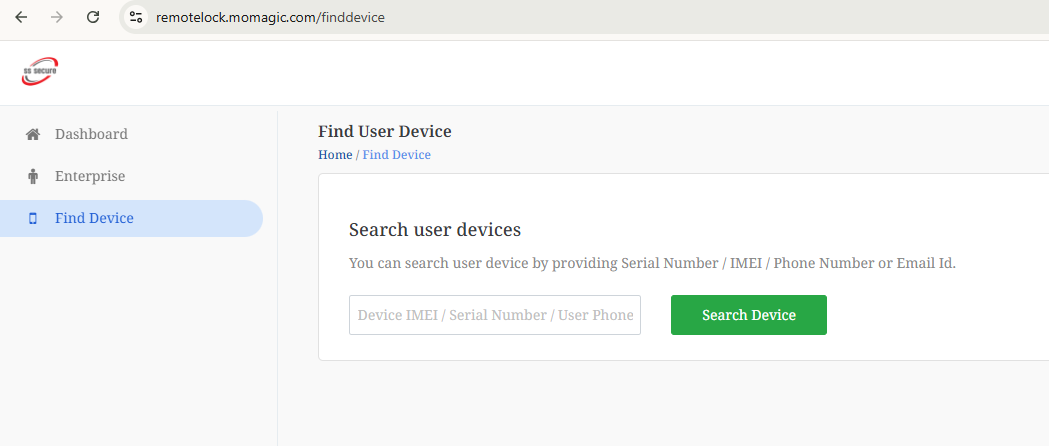 remotelock.momagic.com/finddevice
ss secure
Dashboard
Enterprise
Find Device
Find User Device
Home / Find Device
Search user devices
You can search user device by providing Serial Number / IMEI / Phone Number or Email Id.
Device IMEI / Serial Number / User Phone
Search Device